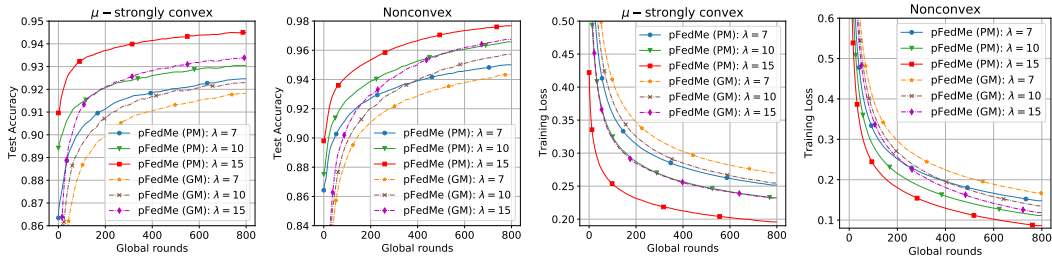 μ − strongly convex
0.95
0.94
0.93
0.92
0.91
0.90
0.89
0.88
0.87
0.86
Test Accuracy
pFedMe (PM): λ = 7
pFedMe (PM): λ = 10
pFedMe (PM): λ = 15
pFedMe (GM): λ = 7
pFedMe (GM): λ = 10
pFedMe (GM): λ = 15
0 200 400 600 800
Global rounds
Nonconvex
0.98
0.96
0.94
0.92
0.90
0.88
0.86
0.84
Test Accuracy
pFedMe (PM): λ = 7
pFedMe (PM): λ = 10
pFedMe (PM): λ = 15
pFedMe (GM): λ = 7
pFedMe (GM): λ = 10
pFedMe (GM): λ = 15
0 200 400 600 800
Global rounds
μ − strongly convex
0.50
0.45
0.40
0.35
0.30
0.25
0.20
Training Loss
pFedMe (PM): λ = 7
pFedMe (PM): λ = 10
pFedMe (PM): λ = 15
pFedMe (GM): λ = 7
pFedMe (GM): λ = 10
pFedMe (GM): λ = 15
0 200 400 600 800
Global rounds
Nonconvex
0.6
0.5
0.4
0.3
0.2
0.1
Training Loss
pFedMe (PM): λ = 7
pFedMe (PM): λ = 10
pFedMe (PM): λ = 15
pFedMe (GM): λ = 7
pFedMe (GM): λ = 10
pFedMe (GM): λ = 15
0 200 400 600 800
Global rounds